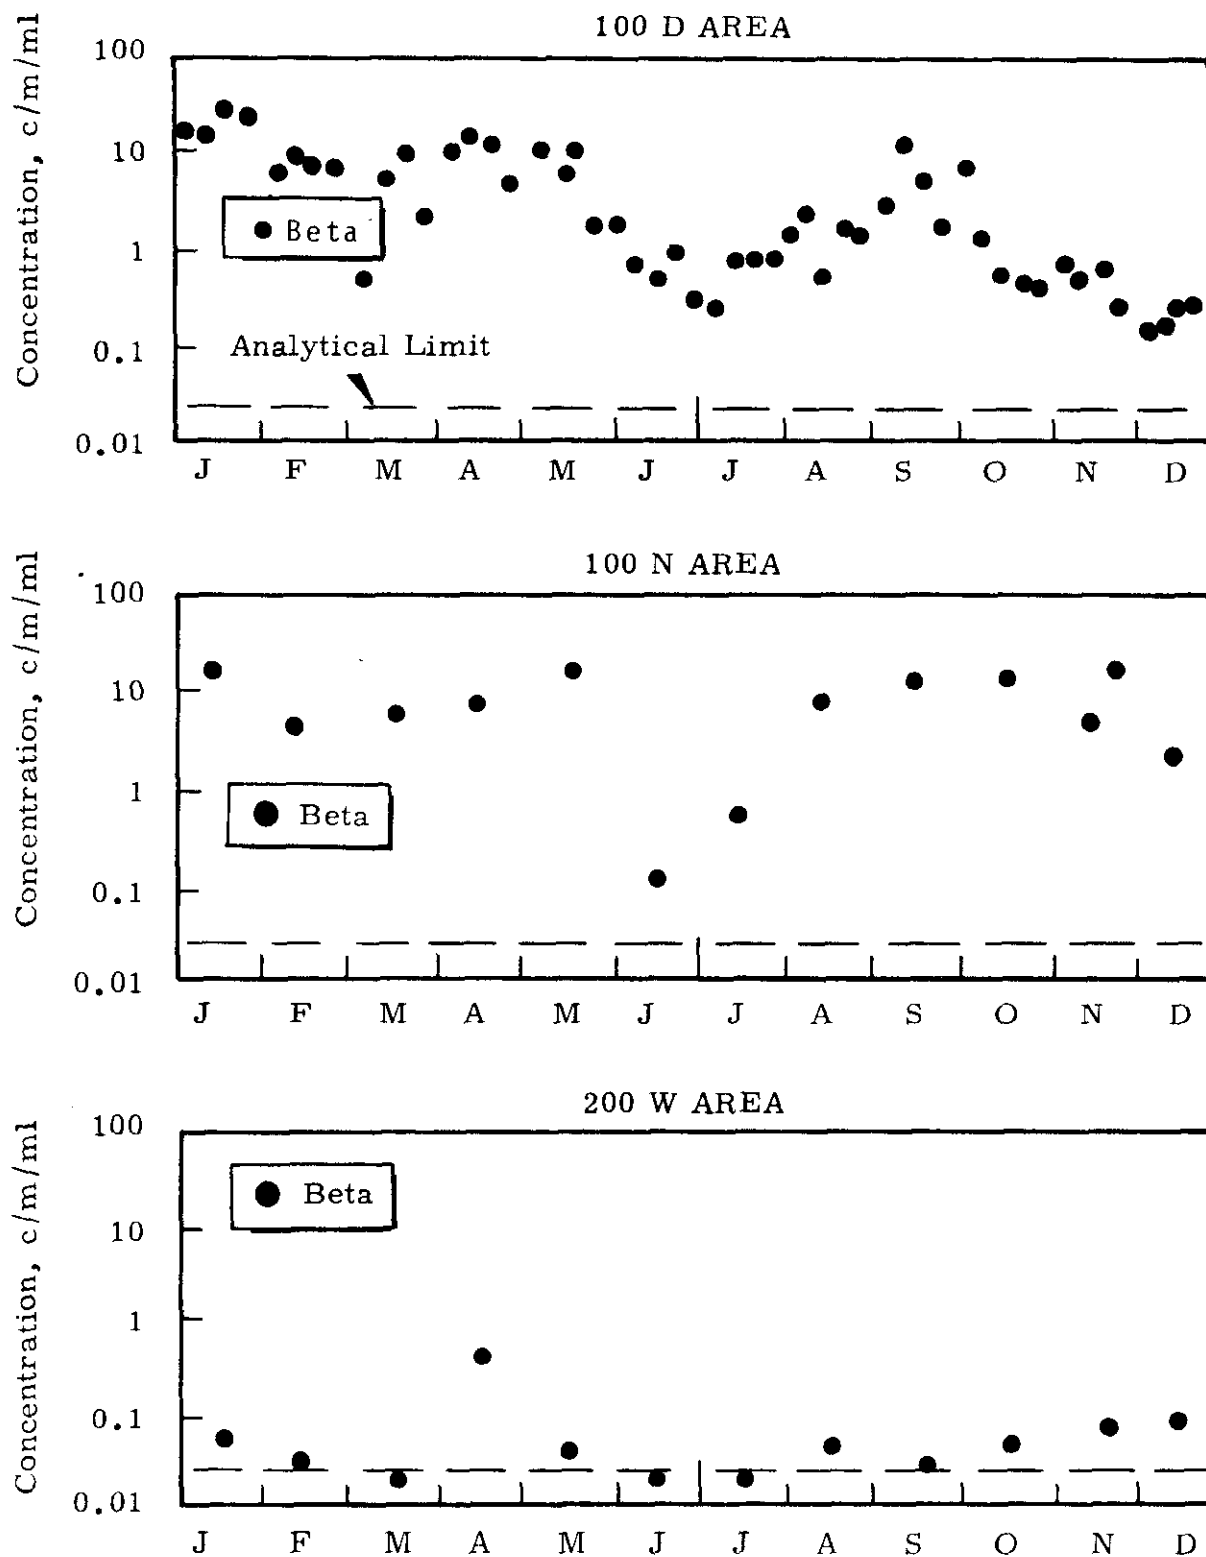 100 D AREA
Concentration, c/m/ml
100
10
1
0.1
0.01
Beta
Analytical Limit
J F M A M J J A S O N D
100 N AREA
Concentration, c/m/ml
100
10
1
0.1
0.01
Beta
J F M A M J J A S O N D
200 W AREA
Concentration, c/m/ml
100
10
1
0.1
0.01
Beta
J F M A M J J A S O N D